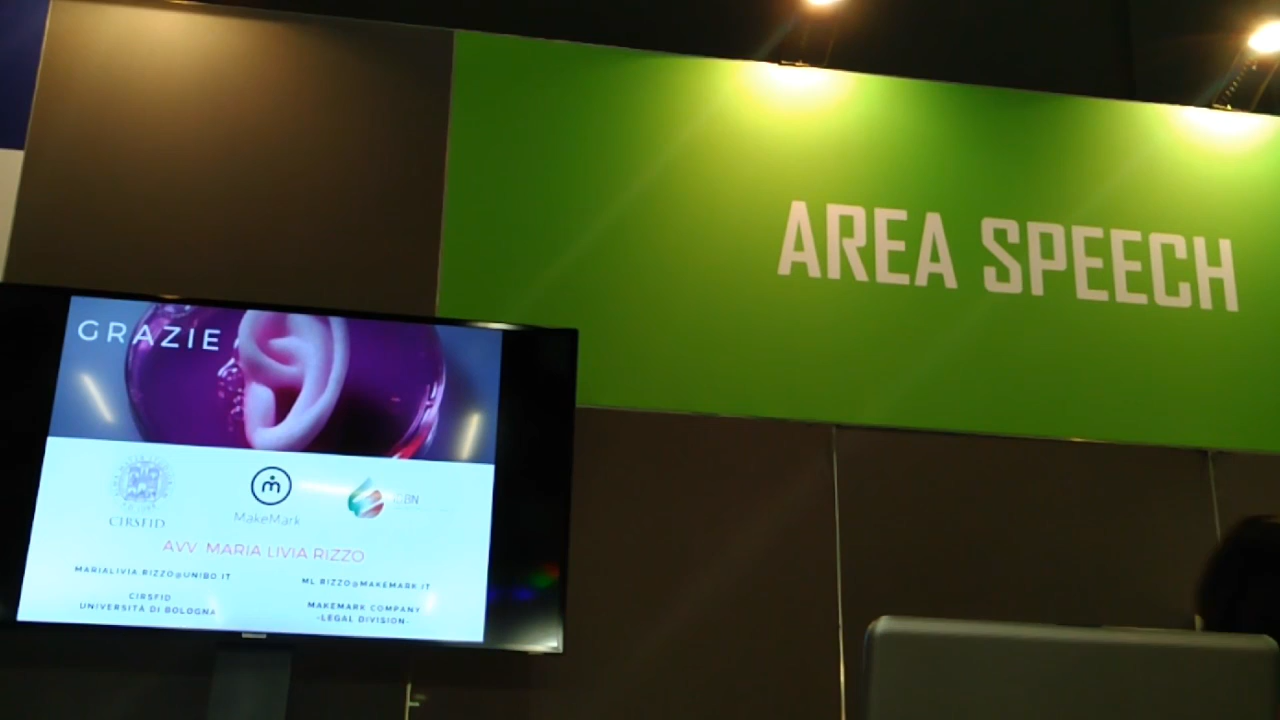 AREA SPEECH
GRAZIE
CIRSFID
MakeMark
AVV. MARIA LIVIA RIZZO
MARIALIVIA.RIZZO@UNIBO.IT
ML.RIZZO@MAKEMARK.IT
CIRSFID
UNIVERSITÀ DI BOLOGNA
MAKEMARK COMPANY
-LEGAL DIVISION-